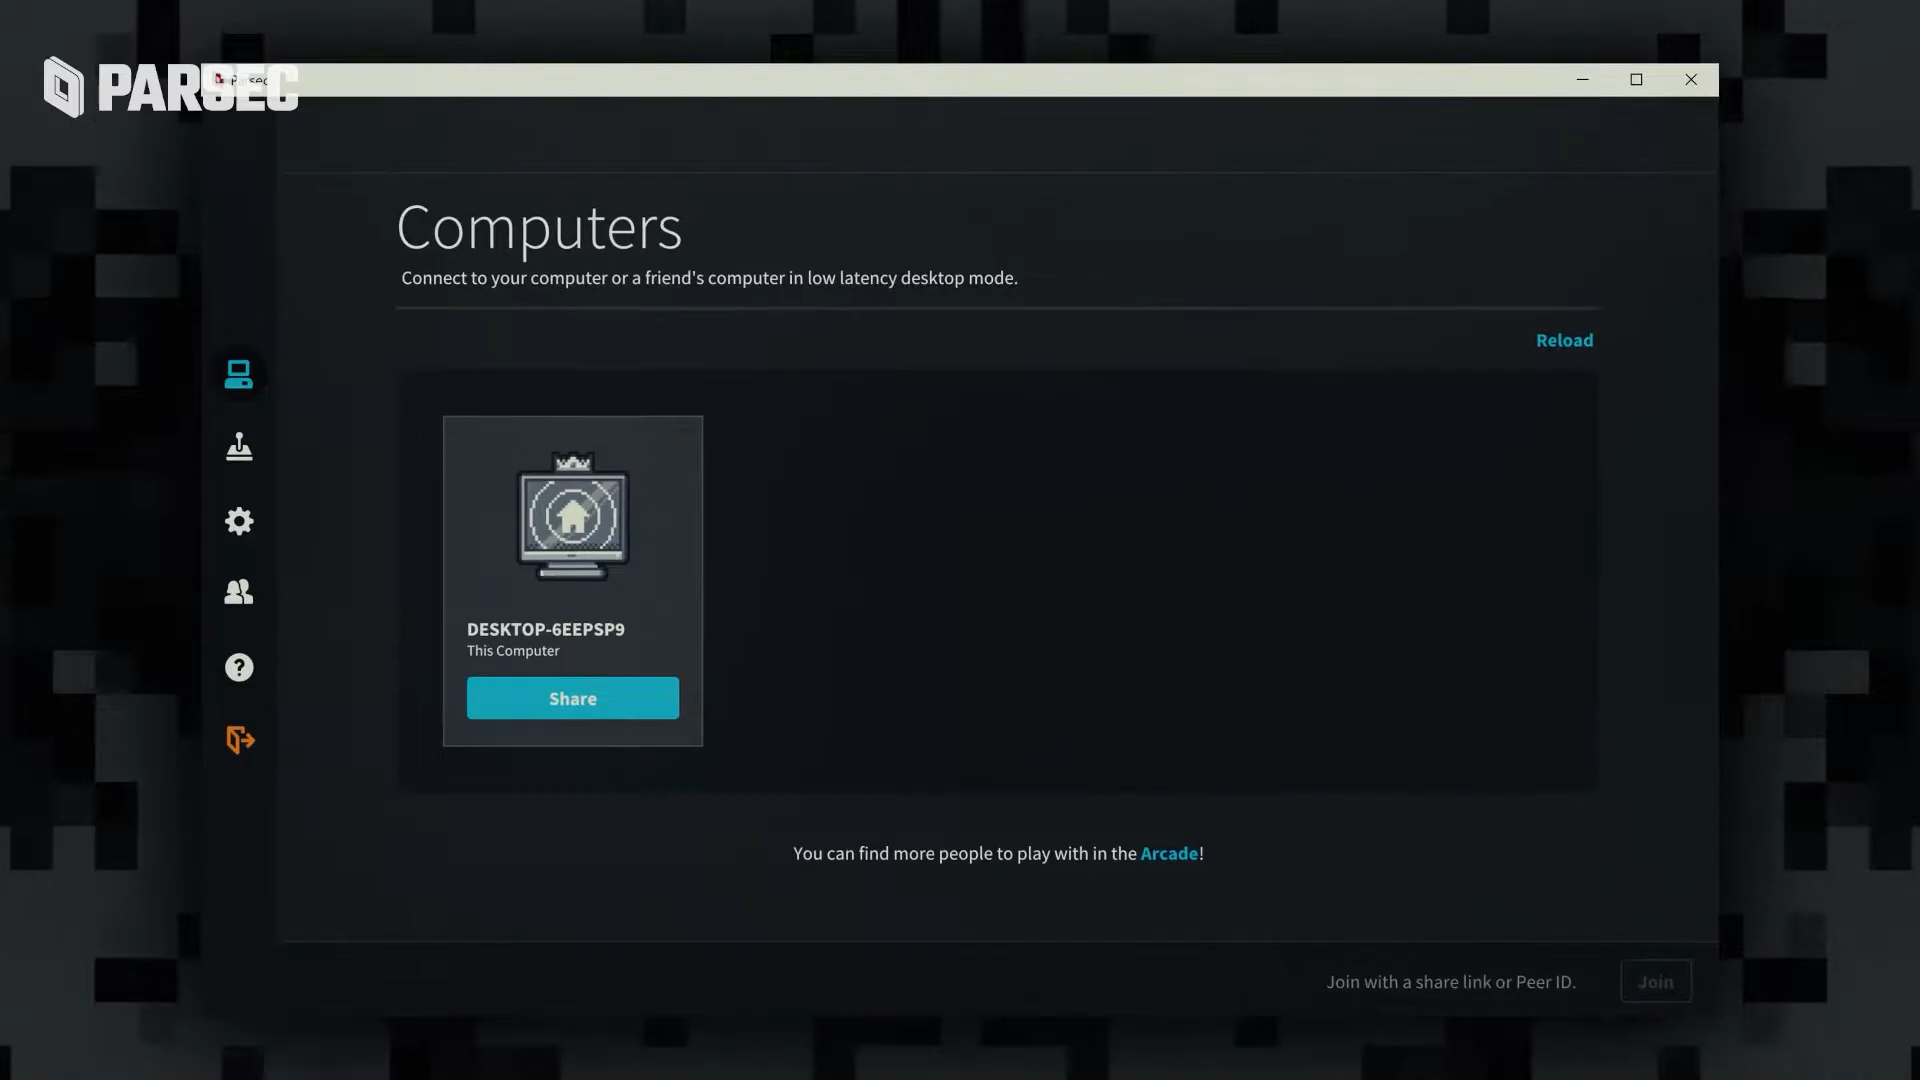 PARSEC
Parsec
Computers
Connect to your computer or a friend's computer in low latency desktop mode.
Reload
DESKTOP-6EEPSP9
This Computer
Share
You can find more people to play with in the Arcade!
Join with a share link or Peer ID.
Join